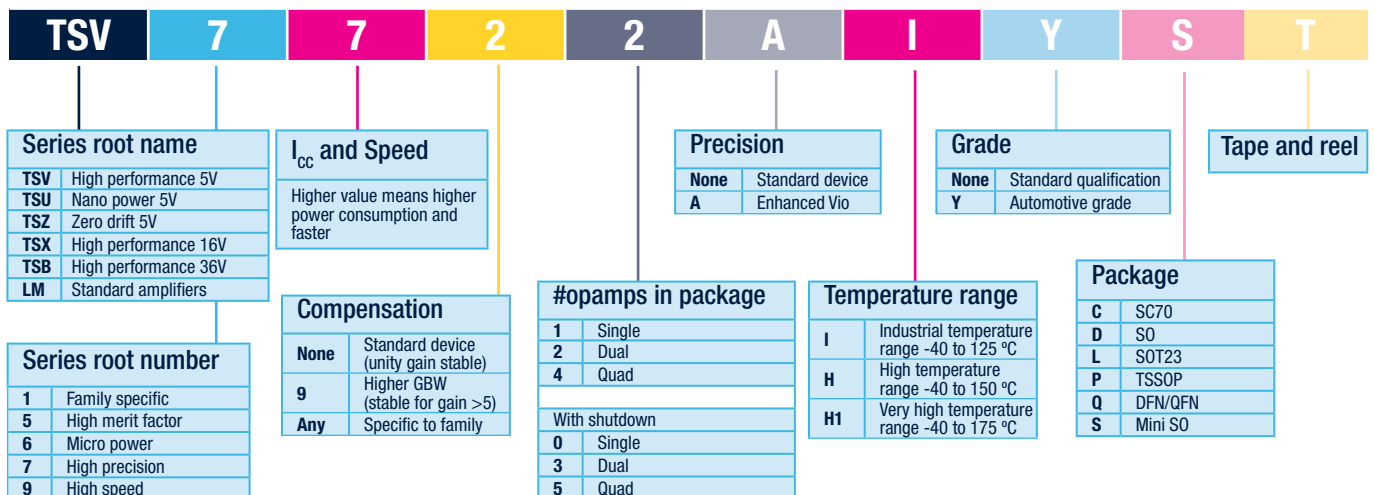 TSV 7 7 2 2 A I Y S T
Series root name
TSV High performance 5V
TSU Nano power 5V
TSZ Zero drift 5V
TSX High performance 16V
TSB High performance 36V
LM Standard amplifiers
Series root number
1 Family specific
5 High merit factor
6 Micro power
7 High precision
9 High speed
Icc and Speed
Higher value means higher
power consumption and
faster
Compensation
None Standard device
(unity gain stable)
9 Higher GBW
(stable for gain >5)
Any Specific to family
#opamps in package
1 Single
2 Dual
4 Quad
With shutdown
0 Single
3 Dual
5 Quad
Precision
None Standard device
A Enhanced Vio
Temperature range
I Industrial temperature
range -40 to 125 ºC
H High temperature
range -40 to 150 ºC
H1 Very high temperature
range -40 to 175 ºC
Grade
None Standard qualification
Y Automotive grade
Package
C SC70
D SO
L SOT23
P TSSOP
Q DFN/QFN
S Mini SO
Tape and reel